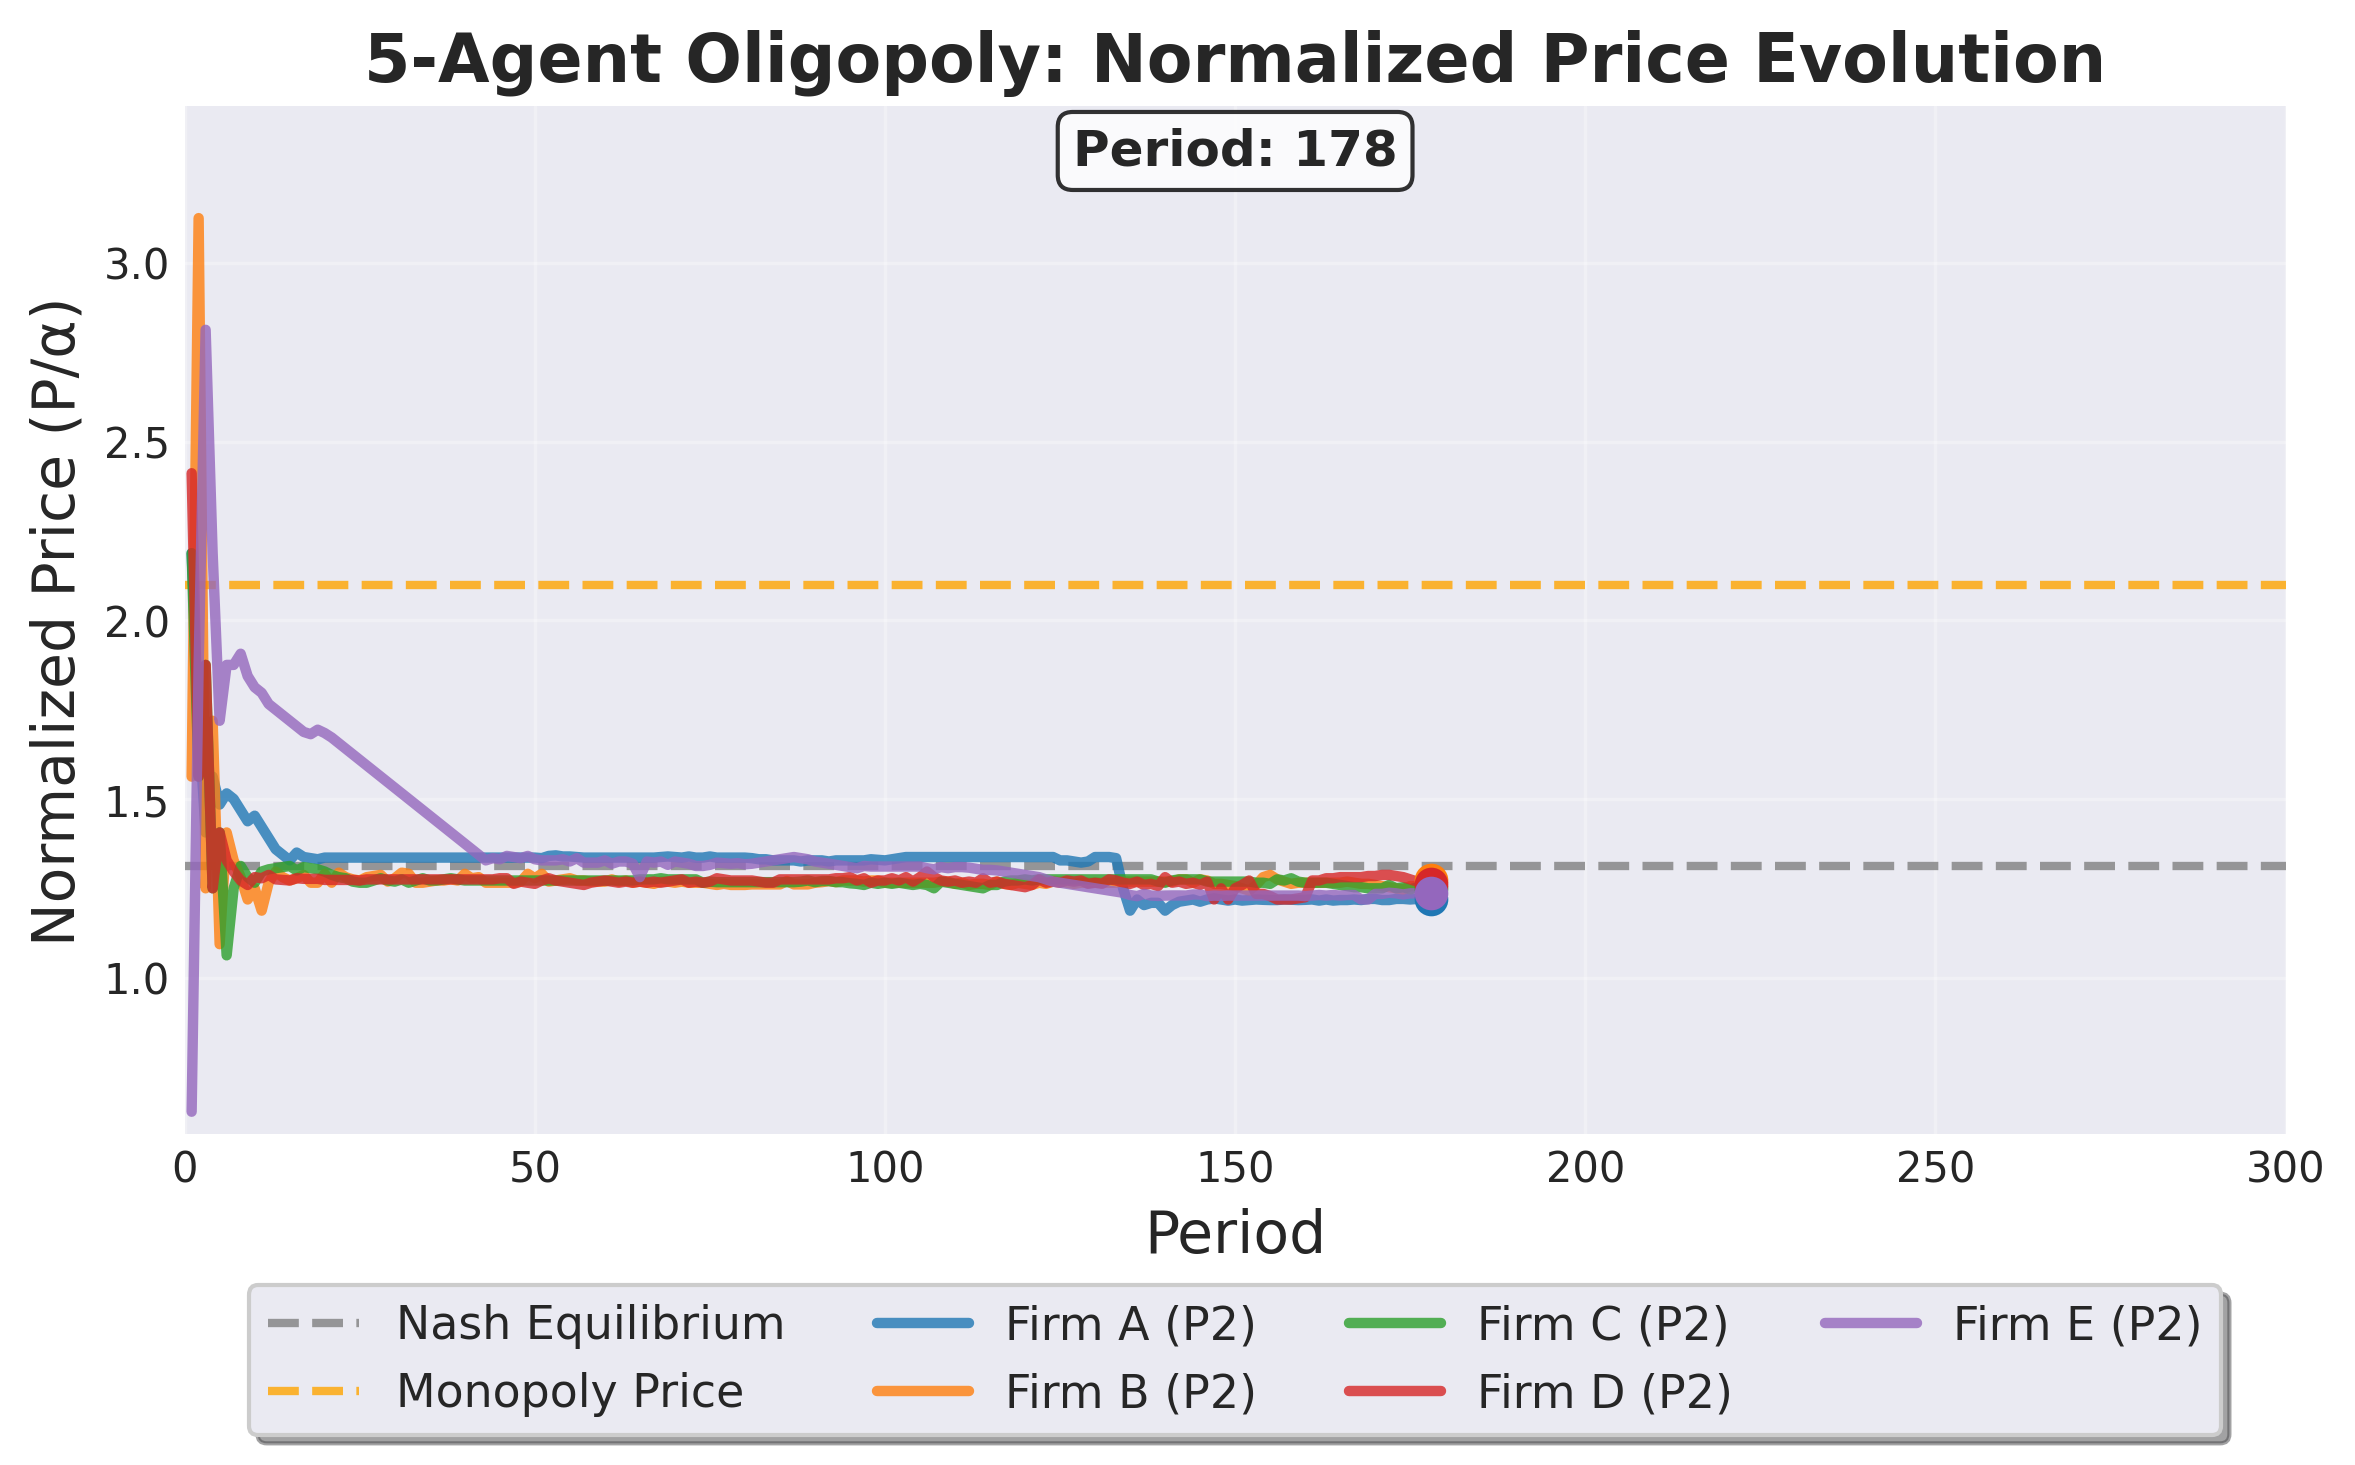 5-Agent Oligopoly: Normalized Price Evolution
Period: 178
Normalized Price (P/α)
3.0
2.5
2.0
1.5
1.0
0 50 100 150 200 250 300
Period
Nash Equilibrium Firm A (P2) Firm C (P2) Firm E (P2)
Monopoly Price Firm B (P2) Firm D (P2)